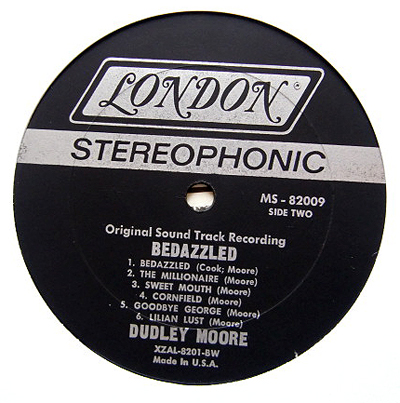 LONDON
STEREOPHONIC
MS - 82009
SIDE TWO
Original Sound Track Recording
BEDAZZLED
1. BEDAZZLED (Cook; Moore)
2. THE MILLIONAIRE (Moore)
3. SWEET MOUTH (Moore)
4. CORNFIELD (Moore)
5. GOODBYE GEORGE (Moore)
6. LILIAN LUST (Moore)
DUDLEY MOORE
XZAL-8201-BW
Made In U.S.A.